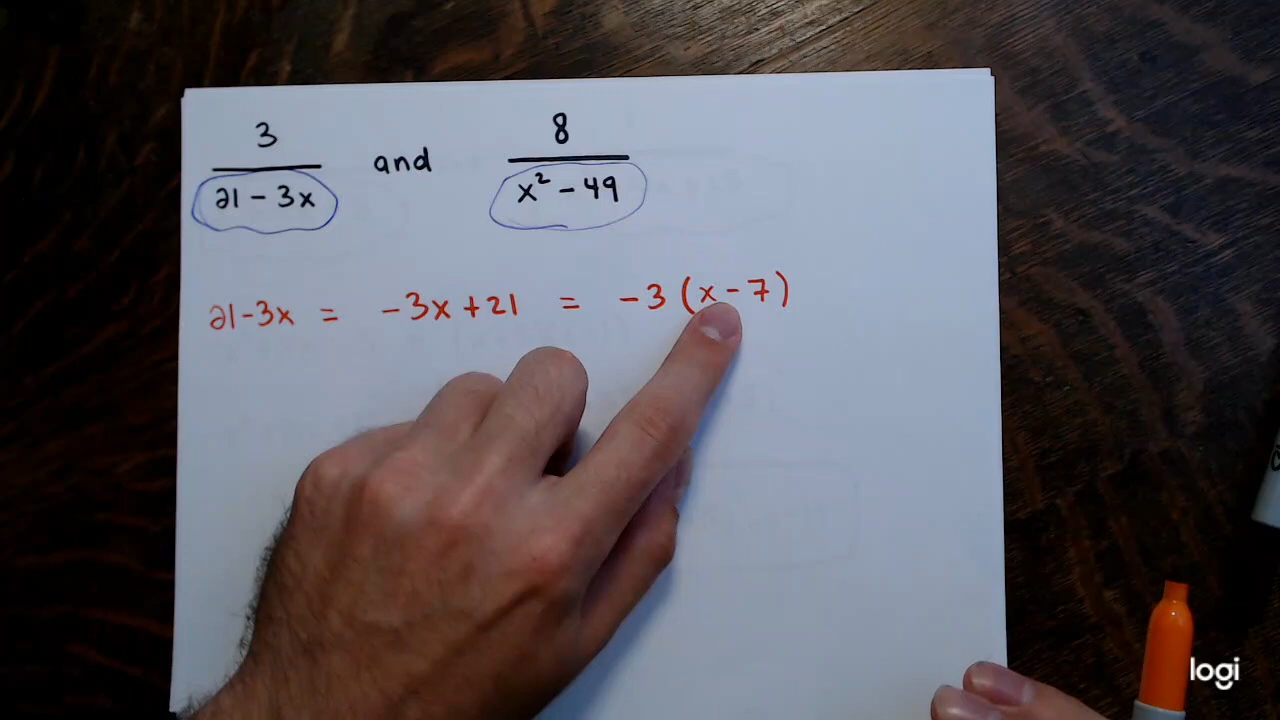 3/(21 - 3x) and 8/(x² - 49)
21-3x = -3x+21 = -3(x-7)
logi